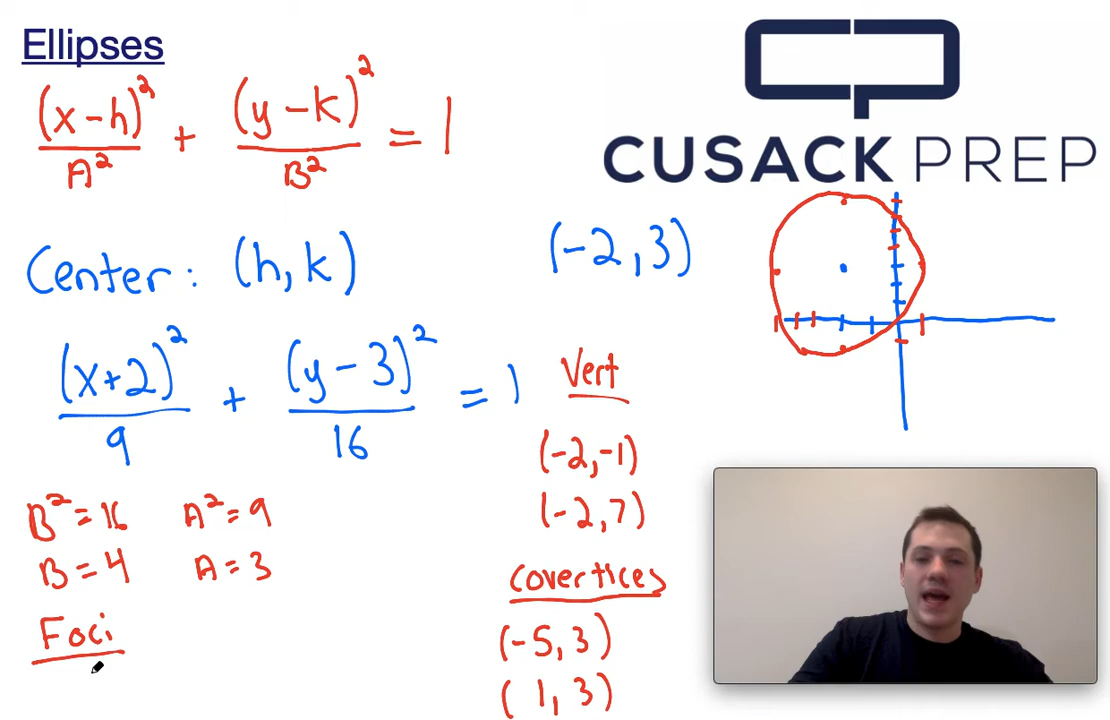 Ellipses
(x-h)² / A² + (y-k)² / B² = 1
CUSACK PREP
Center: (h, k)
(-2, 3)
(x+2)² / 9 + (y-3)² / 16 = 1
B² = 16 A² = 9
B = 4 A = 3
Foci
Vert
(-2, -1)
(-2, 7)
covertices
(-5, 3)
(1, 3)